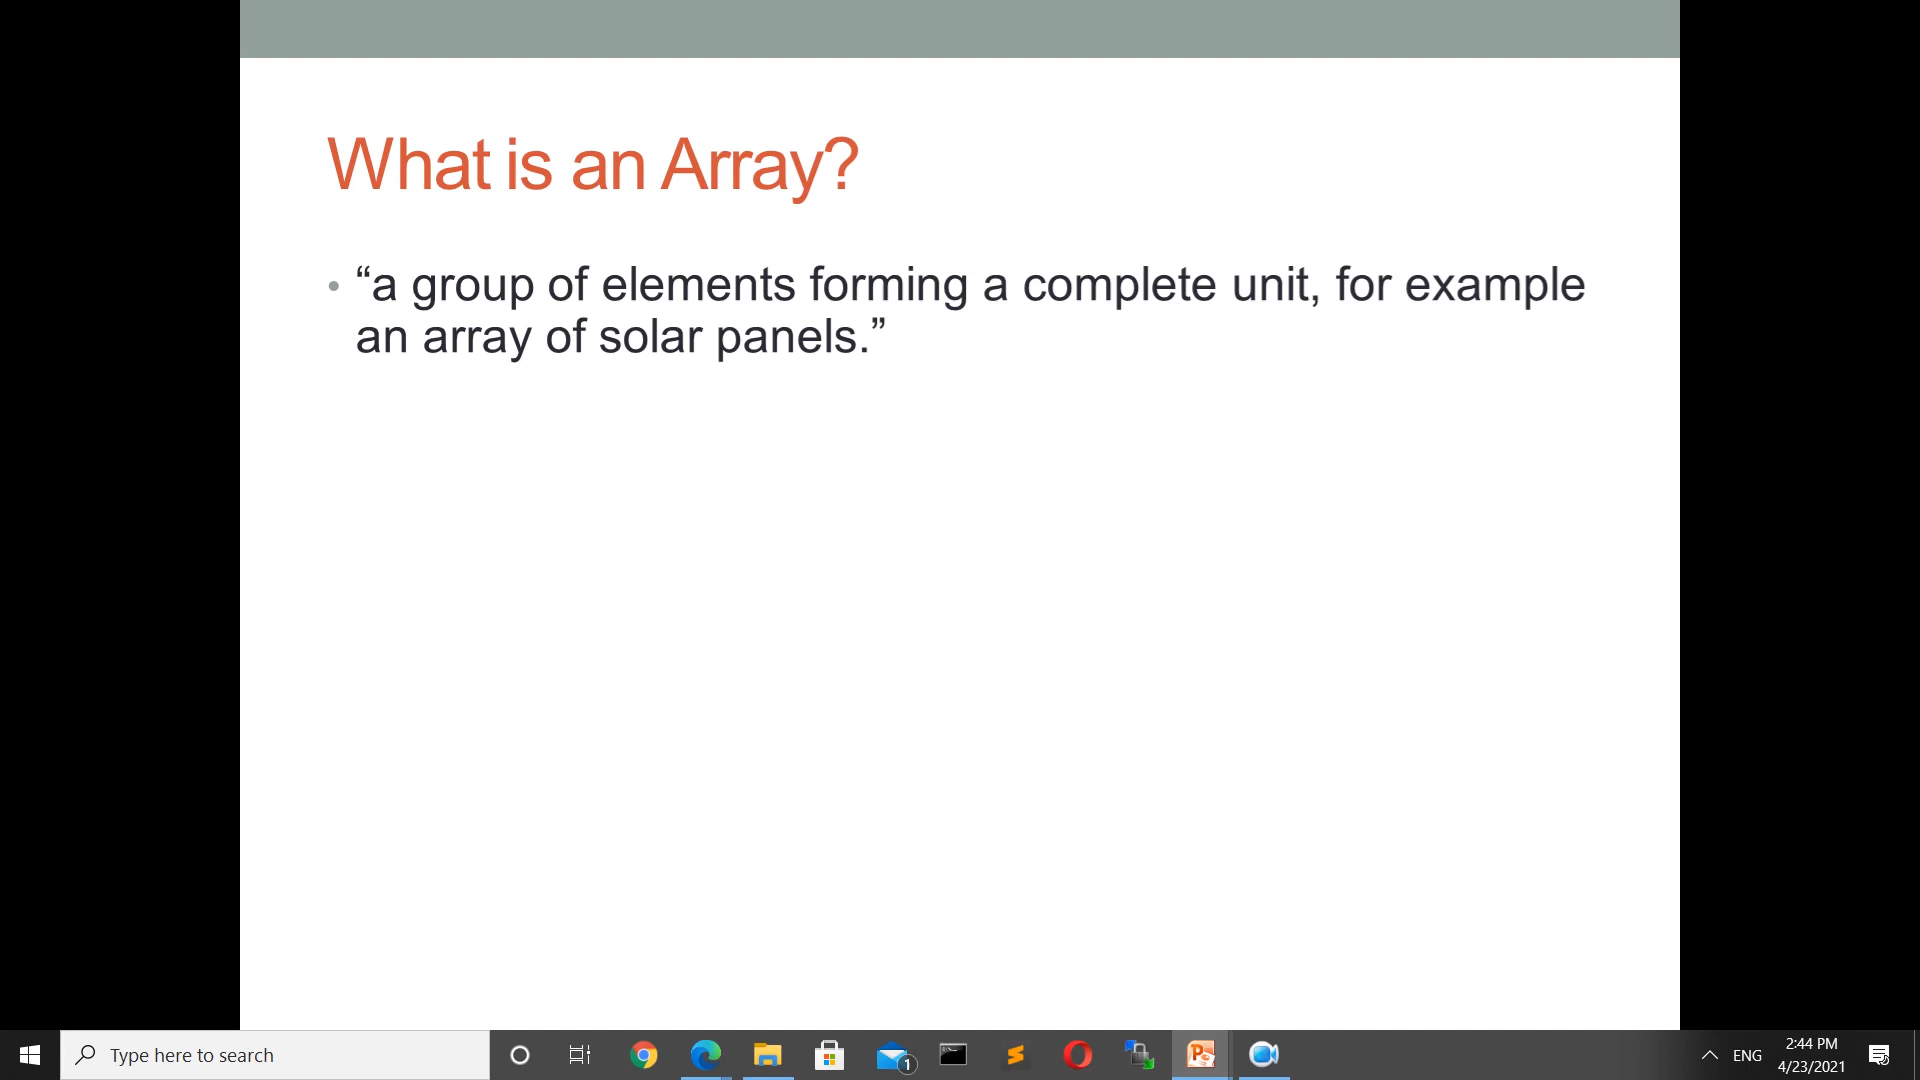 What is an Array?
• “a group of elements forming a complete unit, for example
an array of solar panels.”
Type here to search
1
ENG
2:44 PM
4/23/2021